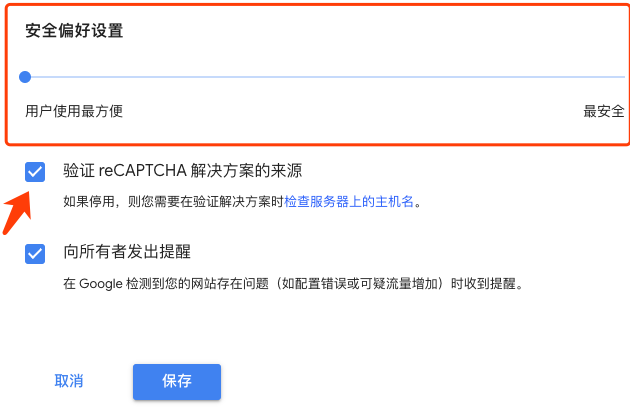 安全偏好设置
用户使用最方便 最安全
验证 reCAPTCHA 解决方案的来源
如果停用，则您需要在验证解决方案时检查服务器上的主机名。
向所有者发出提醒
在 Google 检测到您的网站存在问题（如配置错误或可疑流量增加）时收到提醒。
取消 保存